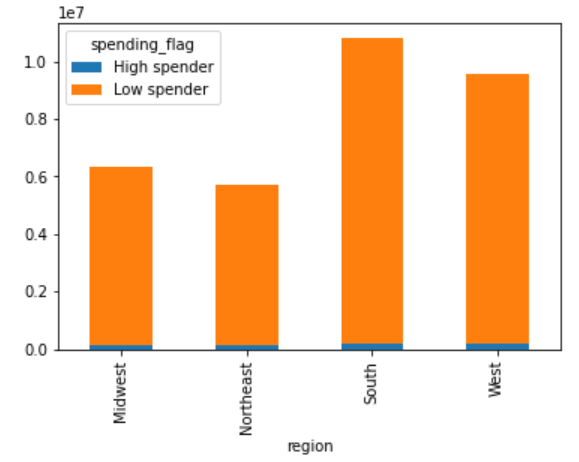 1e7
spending_flag
High spender
Low spender
1.0
0.8
0.6
0.4
0.2
0.0
Midwest
Northeast
South
West
region